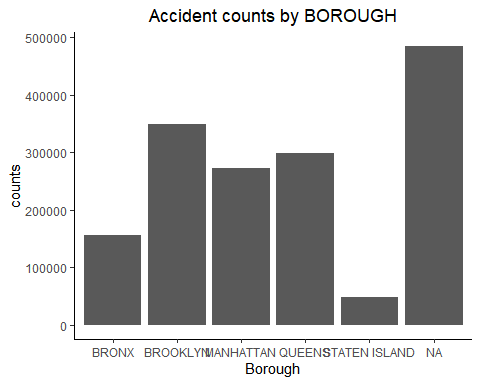 Accident counts by BOROUGH
500000
400000
300000
200000
100000
0
counts
BRONX BROOKLYN MANHATTAN QUEENS STATEN ISLAND NA
Borough